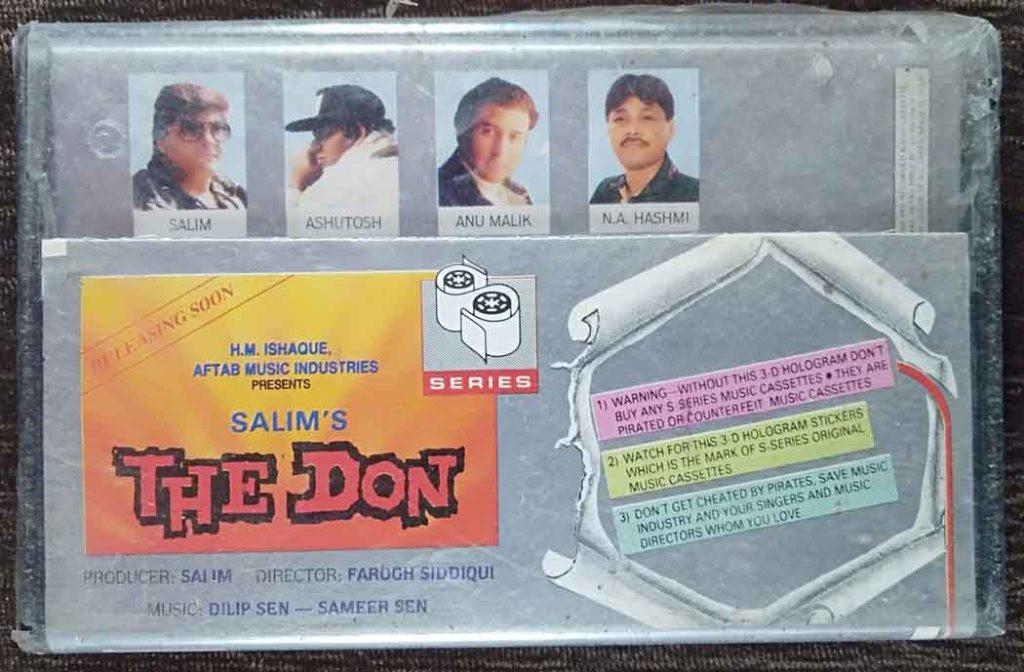 SALIM
ASHUTOSH
ANU MALIK
N.A. HASHMI
RELEASING SOON
H.M. ISHAQUE,
AFTAB MUSIC INDUSTRIES
PRESENTS
SALIM'S
THE DON
PRODUCER: SALIM DIRECTOR: FARUGH SIDDIQUI
MUSIC: DILIP SEN — SAMEER SEN
SERIES
1) WARNING...WITHOUT THIS 3-D HOLOGRAM DON'T
BUY ANY S SERIES MUSIC CASSETTES • THEY ARE
PIRATED OR COUNTERFEIT MUSIC CASSETTES
2) WATCH FOR THIS 3-D HOLOGRAM STICKERS
WHICH IS THE MARK OF S-SERIES ORIGINAL
MUSIC CASSETTES
3) DON'T GET CHEATED BY PIRATES, SAVE MUSIC
INDUSTRY AND YOUR SINGERS AND MUSIC
DIRECTORS WHOM YOU LOVE